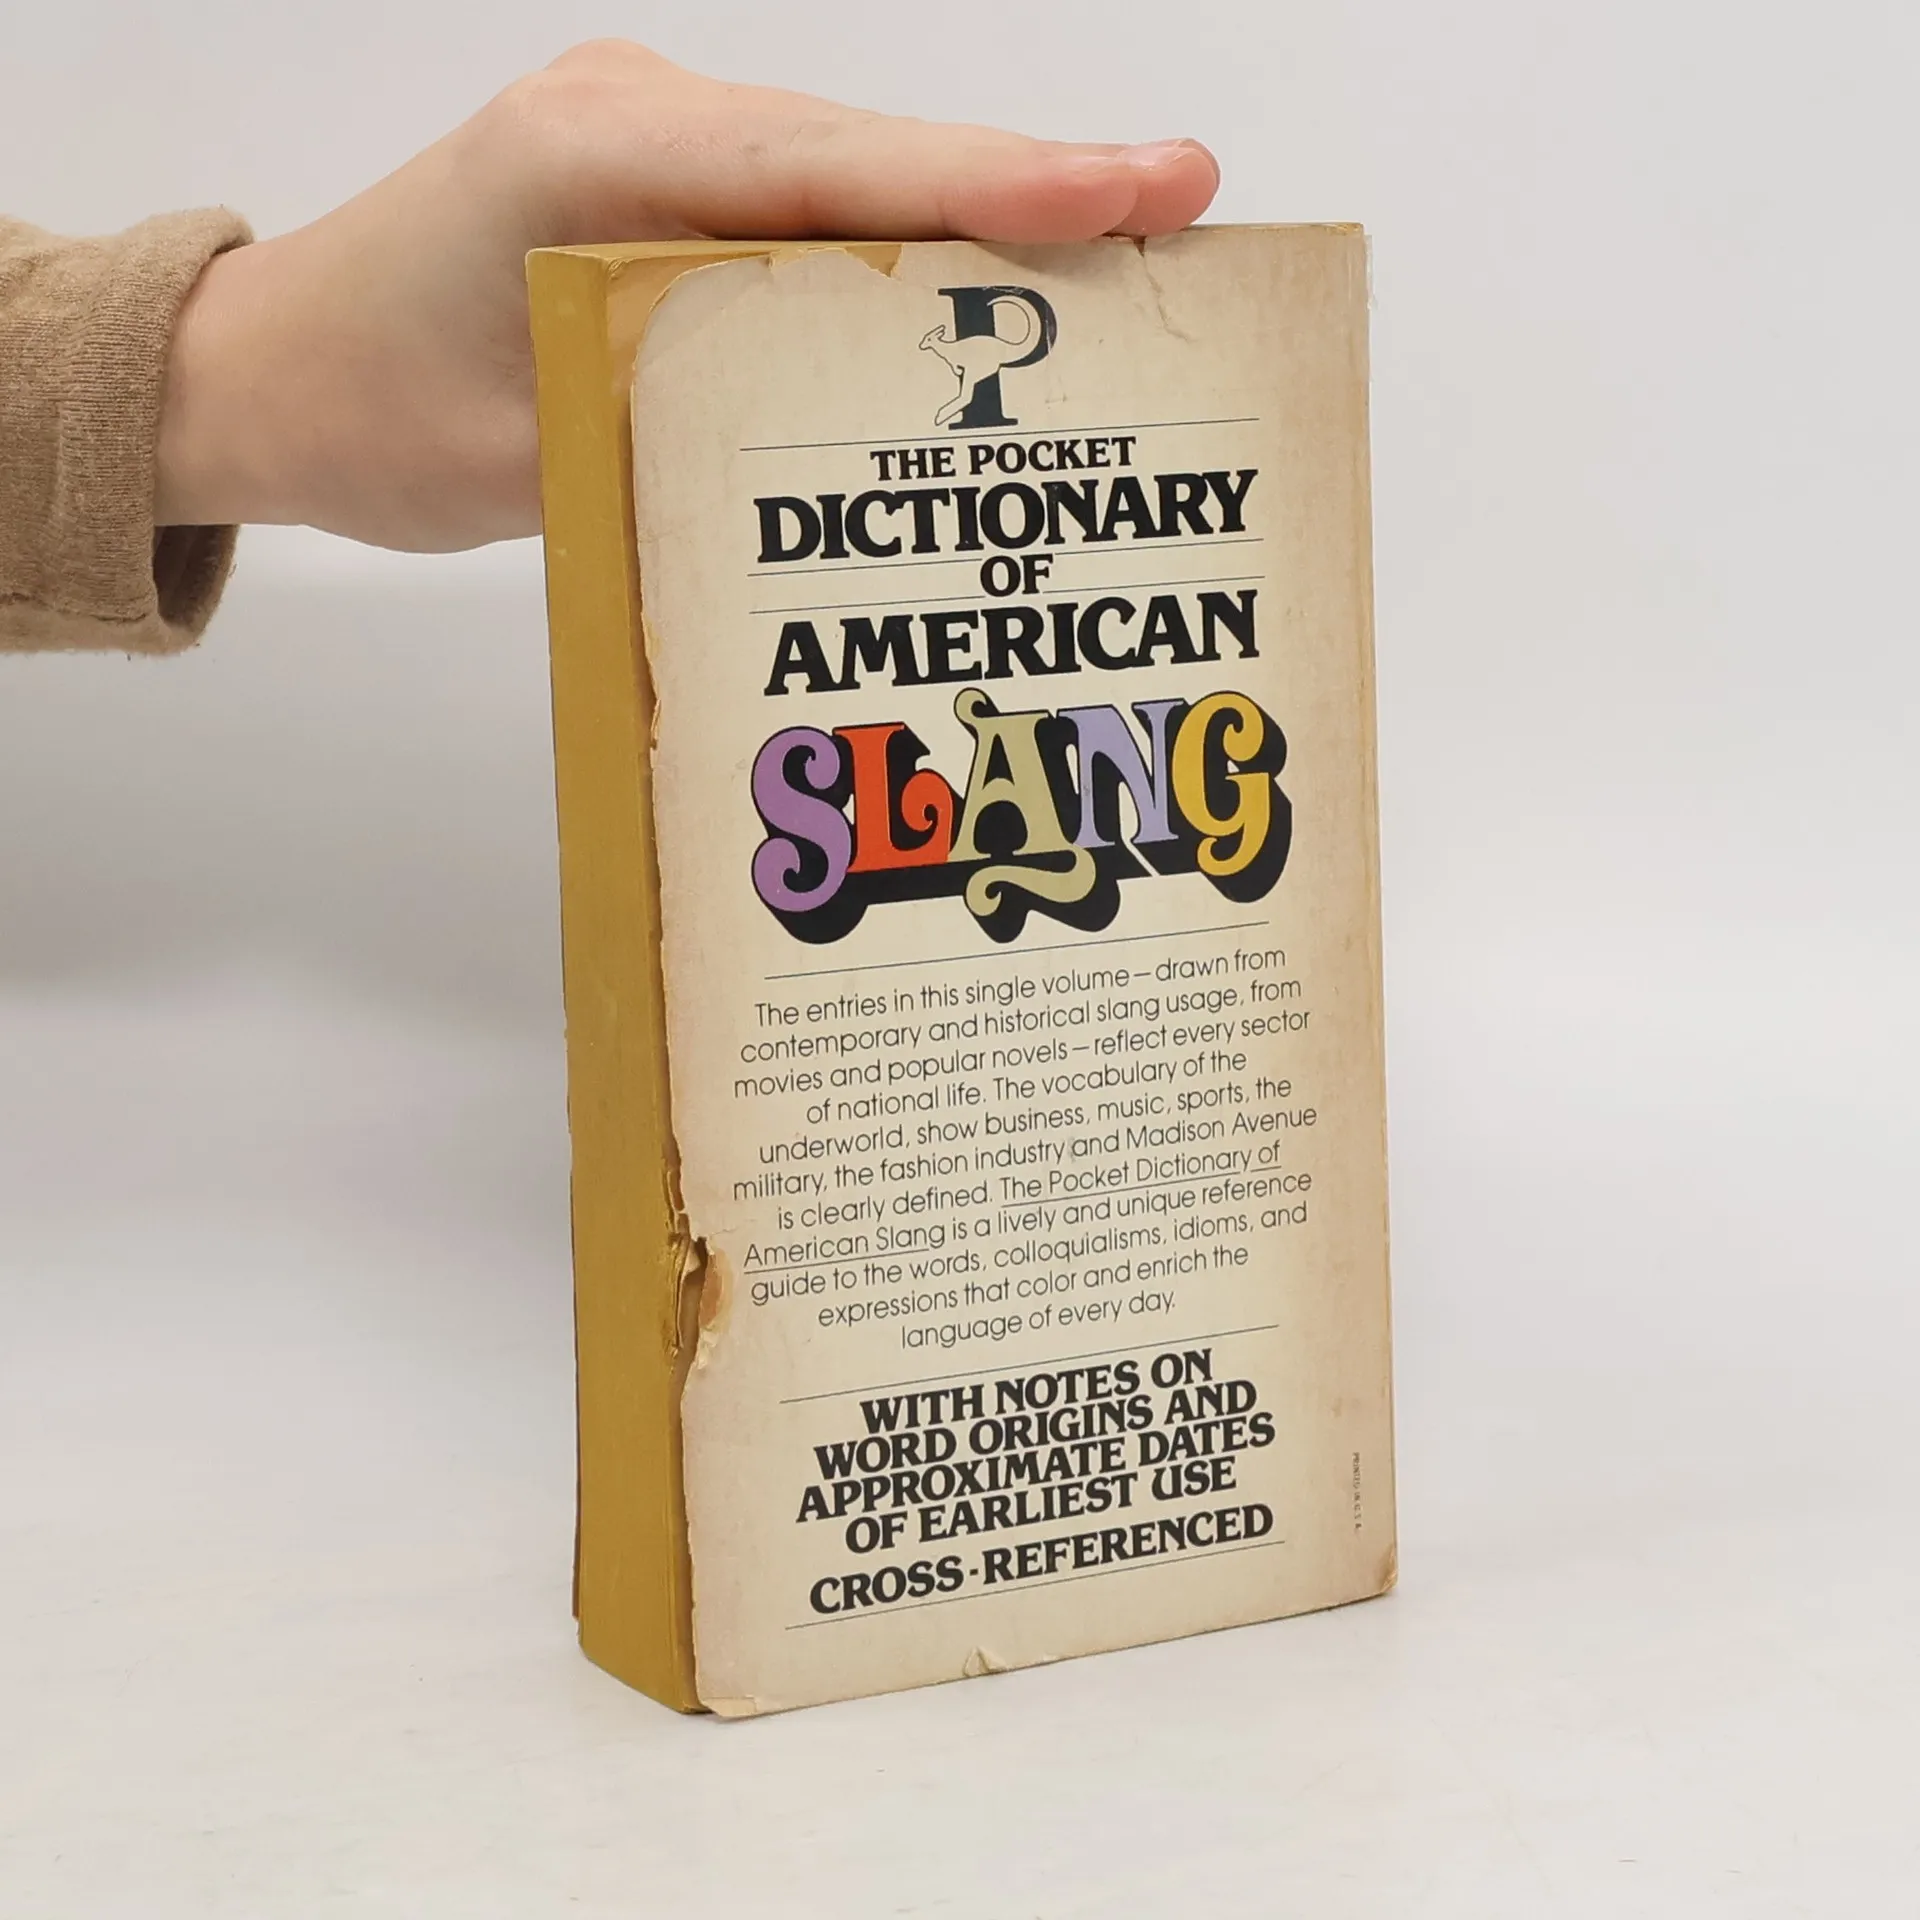 P
THE POCKET
DICTIONARY
OF
AMERICAN
SLANG
The entries in this single volume—drawn from
contemporary and historical slang usage, from
movies and popular novels—reflect every sector
of national life. The vocabulary of the
underworld, show business, music, sports, the
military, the fashion industry and Madison Avenue
is clearly defined. The Pocket Dictionary of
American Slang is a lively and unique reference
guide to the words, colloquialisms, idioms, and
expressions that color and enrich the
language of every day.
WITH NOTES ON
WORD ORIGINS AND
APPROXIMATE DATES
OF EARLIEST USE
CROSS-REFERENCED
PRINTED IN U.S.A.